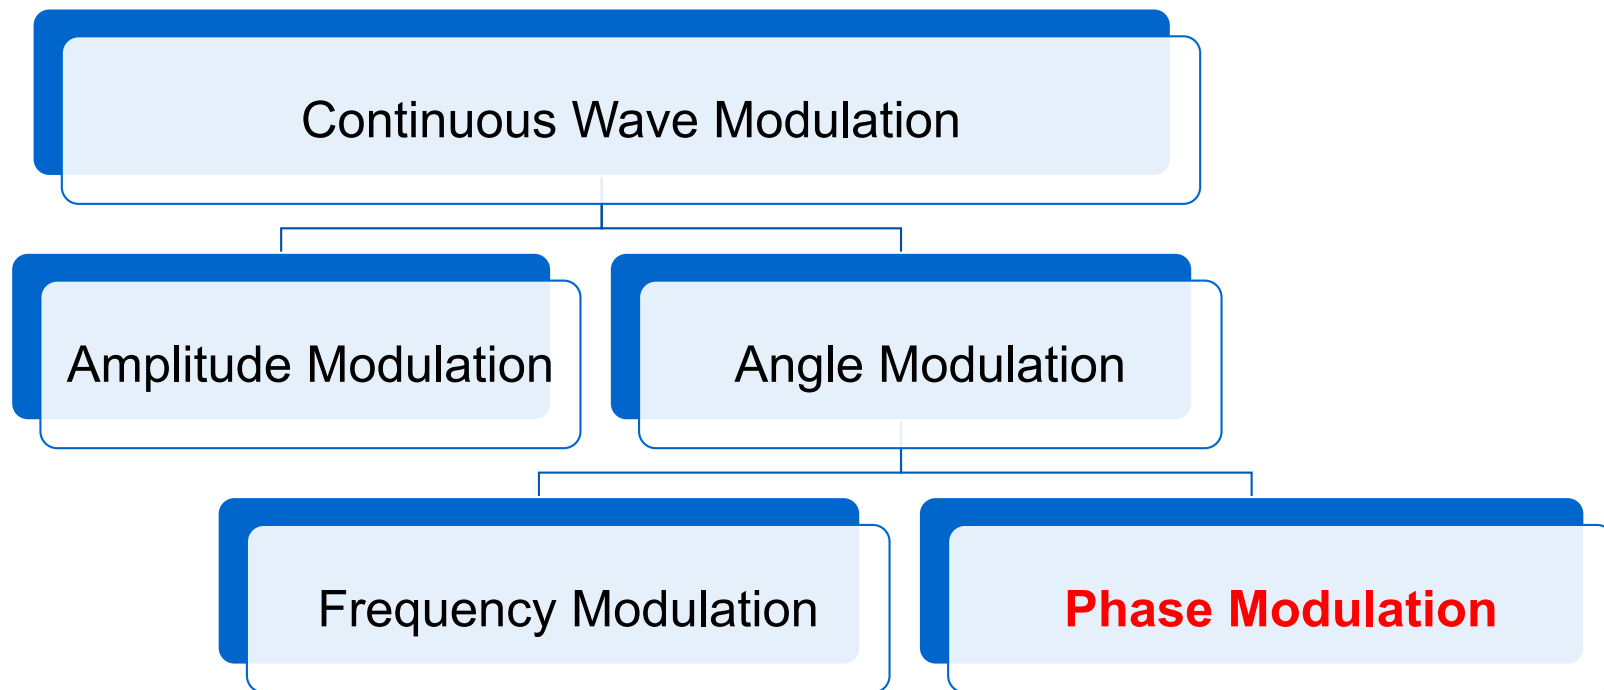 Continuous Wave Modulation
Amplitude Modulation
Angle Modulation
Frequency Modulation
Phase Modulation